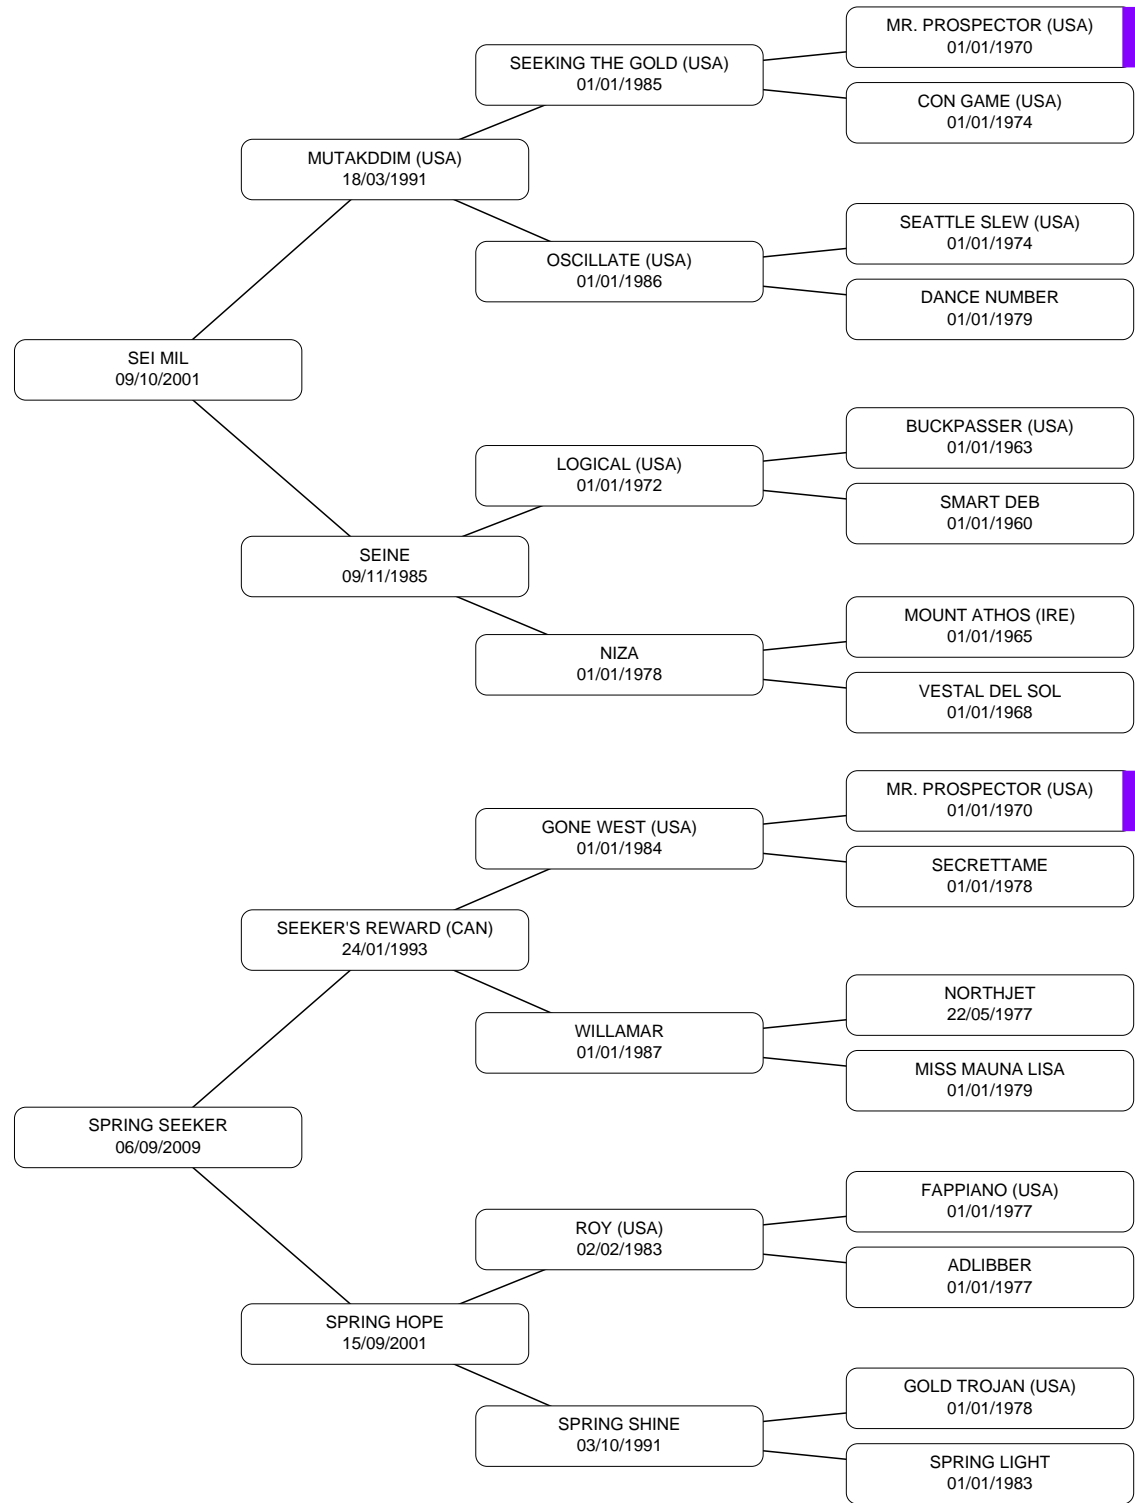 MR. PROSPECTOR (USA)
01/01/1970
SEEKING THE GOLD (USA)
01/01/1985
CON GAME (USA)
01/01/1974
MUTAKDDIM (USA)
18/03/1991
SEATTLE SLEW (USA)
01/01/1974
OSCILLATE (USA)
01/01/1986
DANCE NUMBER
01/01/1979
SEI MIL
09/10/2001
BUCKPASSER (USA)
01/01/1963
LOGICAL (USA)
01/01/1972
SMART DEB
01/01/1960
SEINE
09/11/1985
MOUNT ATHOS (IRE)
01/01/1965
NIZA
01/01/1978
VESTAL DEL SOL
01/01/1968
MR. PROSPECTOR (USA)
01/01/1970
GONE WEST (USA)
01/01/1984
SECRETTAME
01/01/1978
SEEKER'S REWARD (CAN)
24/01/1993
NORTHJET
22/05/1977
WILLAMAR
01/01/1987
MISS MAUNA LISA
01/01/1979
SPRING SEEKER
06/09/2009
FAPPIANO (USA)
01/01/1977
ROY (USA)
02/02/1983
ADLIBBER
01/01/1977
SPRING HOPE
15/09/2001
GOLD TROJAN (USA)
01/01/1978
SPRING SHINE
03/10/1991
SPRING LIGHT
01/01/1983